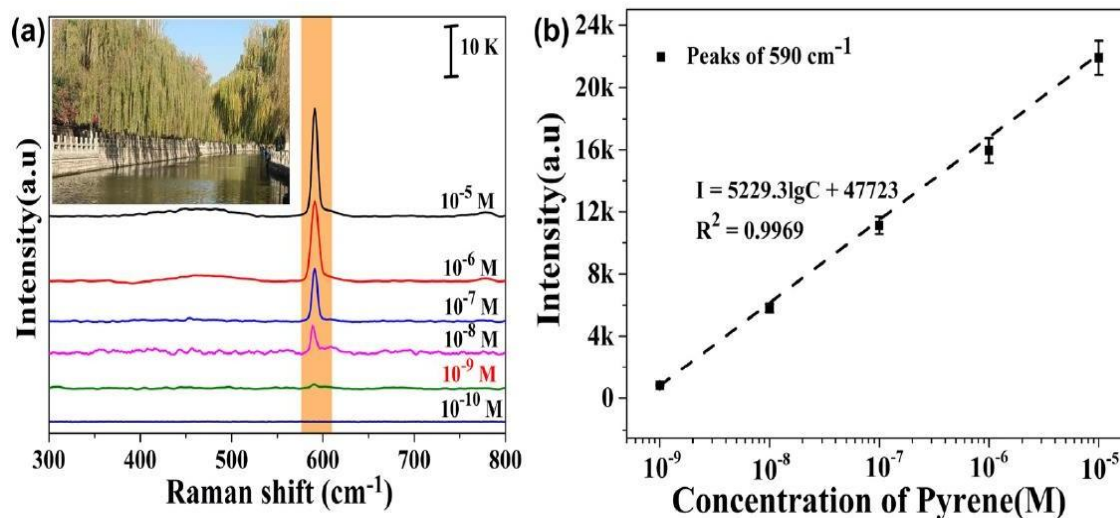 (a)
10 K
10⁻⁵ M
10⁻⁶ M
10⁻⁷ M
10⁻⁸ M
10⁻⁹ M
10⁻¹⁰ M
Intensity(a.u)
300 400 500 600 700 800
Raman shift (cm⁻¹)
(b)
Peaks of 590 cm⁻¹
I = 5229.3lgC + 47723
R² = 0.9969
24k
20k
16k
12k
8k
4k
0
Intensity(a.u)
10⁻⁹ 10⁻⁸ 10⁻⁷ 10⁻⁶ 10⁻⁵
Concentration of Pyrene(M)